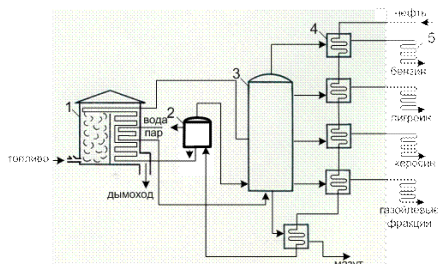 нефть
4
5
бензин
3
1
вода 2
пар
лигроин
топливо
керосин
дымоход
газойлевые
фракции
мазут